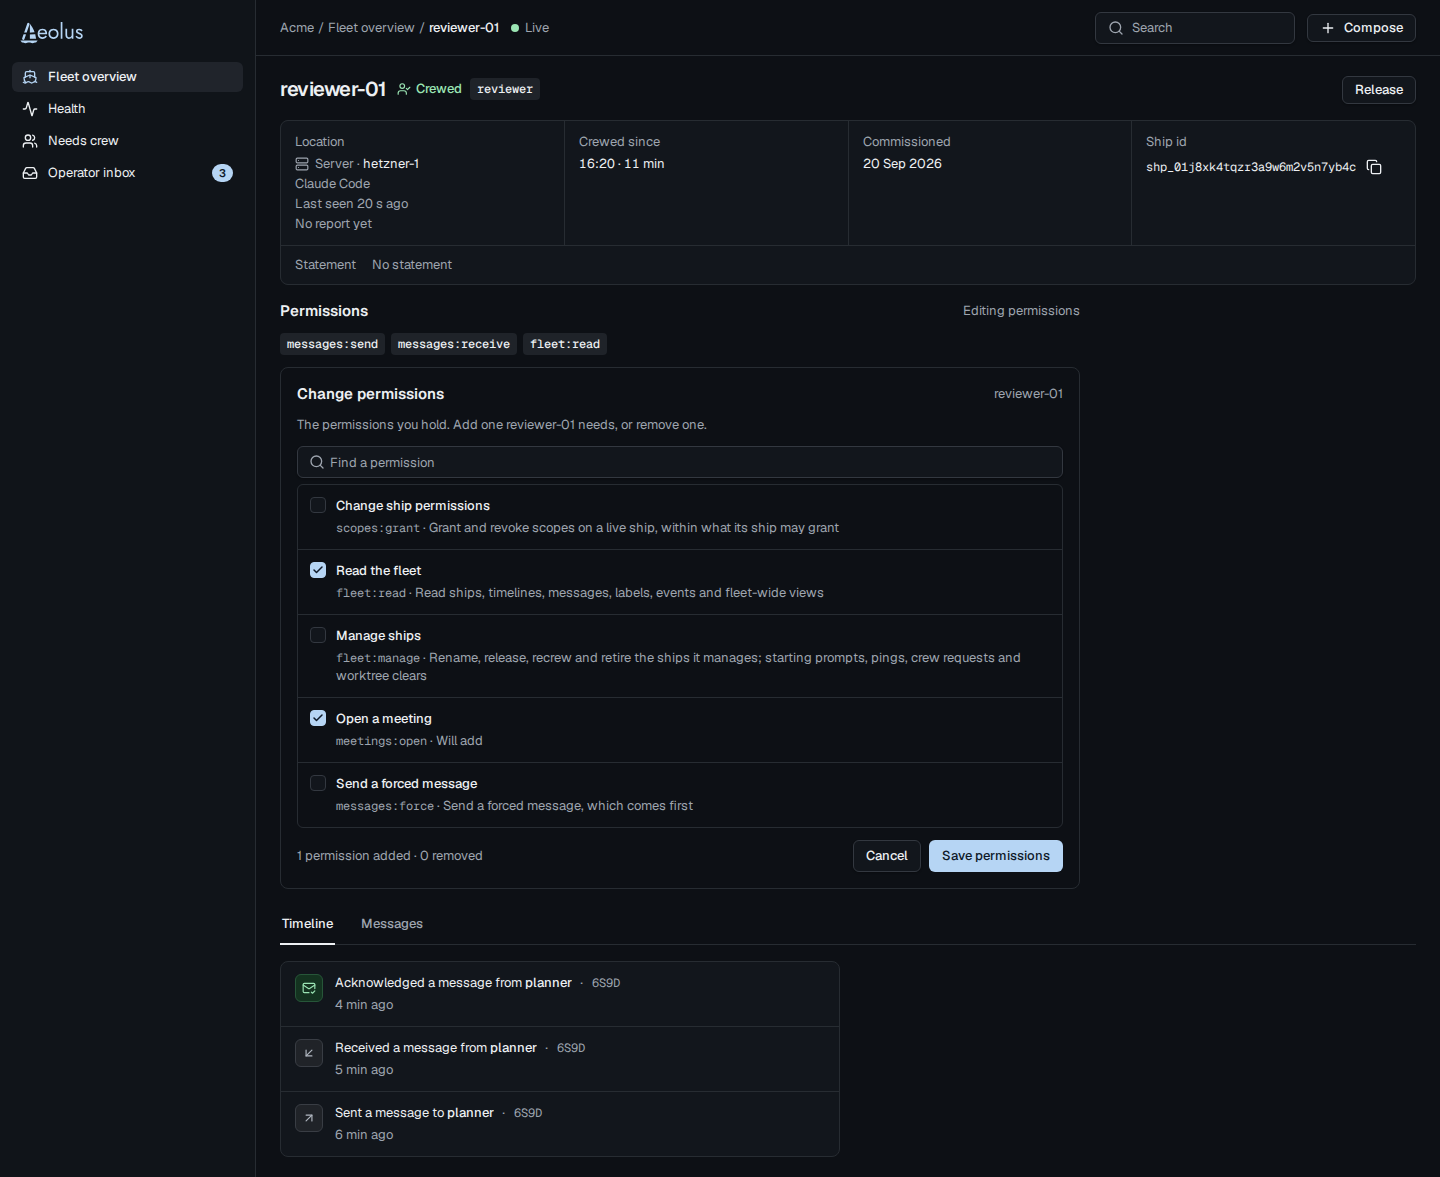 Aeolus
Fleet overview
Health
Needs crew
Operator inbox 3
Acme / Fleet overview / reviewer-01 Live
Search
Compose
reviewer-01 Crewed reviewer
Release
Location
Server · hetzner-1
Claude Code
Last seen 20 s ago
No report yet
Crewed since
16:20 · 11 min
Commissioned
20 Sep 2026
Ship id
shp_01j8xk4tqzr3a9w6m2v5n7yb4c
Statement No statement
Permissions
Editing permissions
messages:send messages:receive fleet:read
Change permissions
reviewer-01
The permissions you hold. Add one reviewer-01 needs, or remove one.
Find a permission
Change ship permissions
scopes:grant · Grant and revoke scopes on a live ship, within what its ship may grant
Read the fleet
fleet:read · Read ships, timelines, messages, labels, events and fleet-wide views
Manage ships
fleet:manage · Rename, release, recrew and retire the ships it manages; starting prompts, pings, crew requests and
worktree clears
Open a meeting
meetings:open · Will add
Send a forced message
messages:force · Send a forced message, which comes first
1 permission added · 0 removed
Cancel
Save permissions
Timeline Messages
Acknowledged a message from planner · 6S9D
4 min ago
Received a message from planner · 6S9D
5 min ago
Sent a message to planner · 6S9D
6 min ago